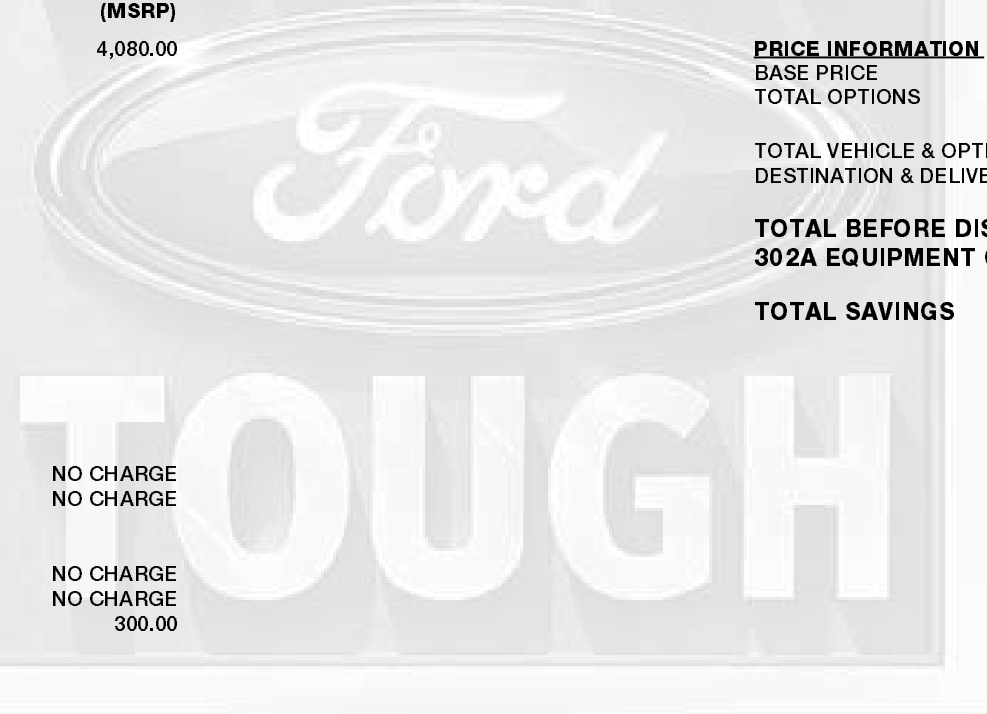 (MSRP)
4,080.00
NO CHARGE
NO CHARGE
NO CHARGE
NO CHARGE
300.00
Ford
TOUGH
PRICE INFORMATION
BASE PRICE
TOTAL OPTIONS
TOTAL VEHICLE & OPTI
DESTINATION & DELIVE
TOTAL BEFORE DIS
302A EQUIPMENT
TOTAL SAVINGS